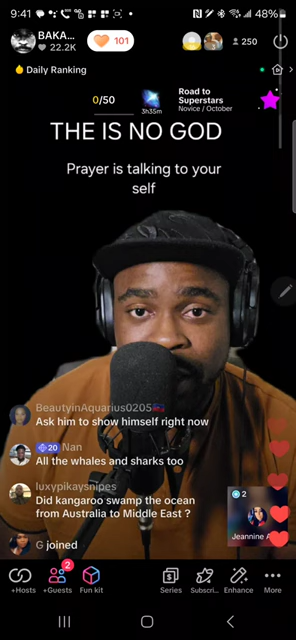 9:41
48%
BAKA...
22.2K
101
250
Daily Ranking
0/50
3h35m
Road to
Superstars
Novice / October
THE IS NO GOD
Prayer is talking to your
self
BeautyinAquarius0205🇭🇹
Ask him to show himself right now
20 Nan
All the whales and sharks too
luxypikaysnipes
Did kangaroo swamp the ocean
from Australia to Middle East ?
2
Jeannine A
G joined
2
+Hosts
+Guests
Fun kit
Series
Subscri...
Enhance
More